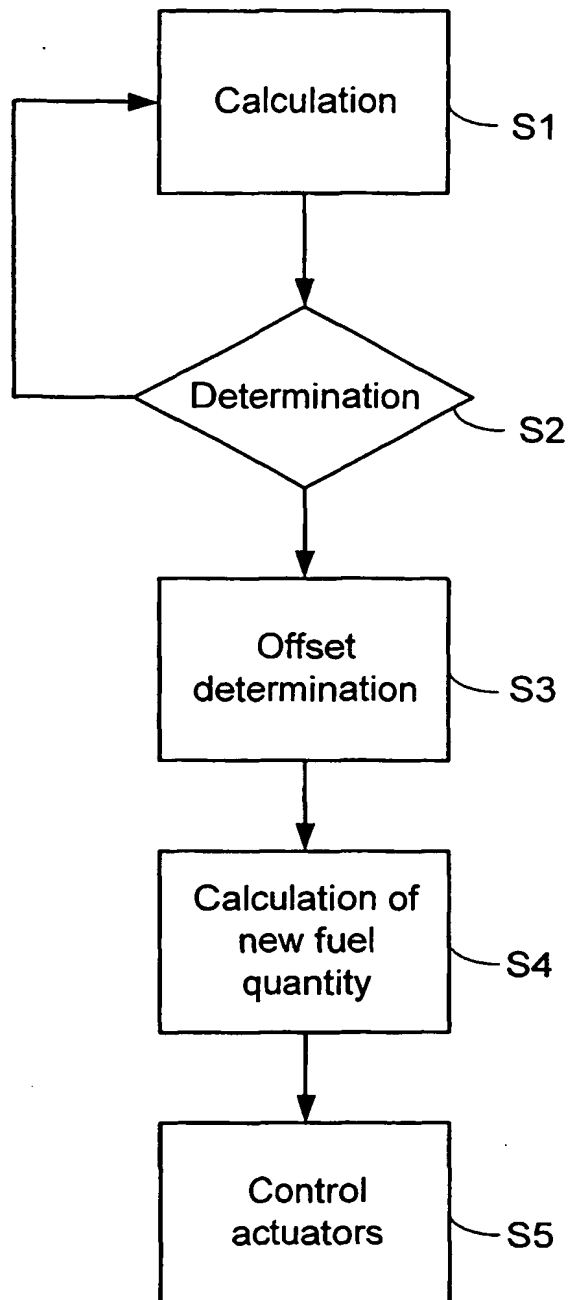 Calculation
S1
Determination
S2
Offset
determination
S3
Calculation of
new fuel
quantity
S4
Control
actuators
S5